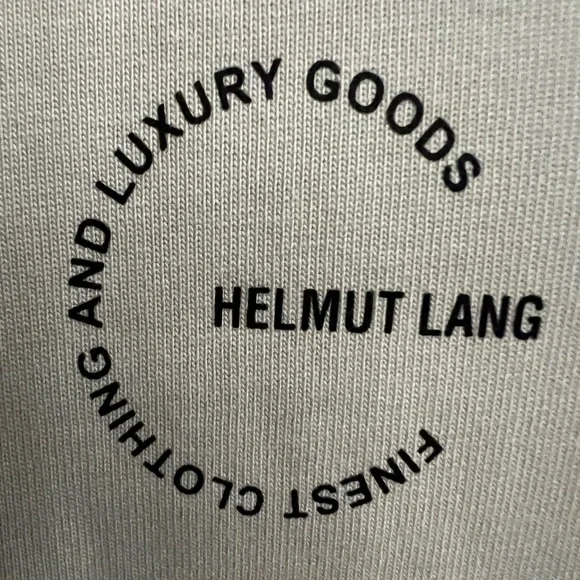 FINEST CLOTHING AND LUXURY GOODS
HELMUT LANG